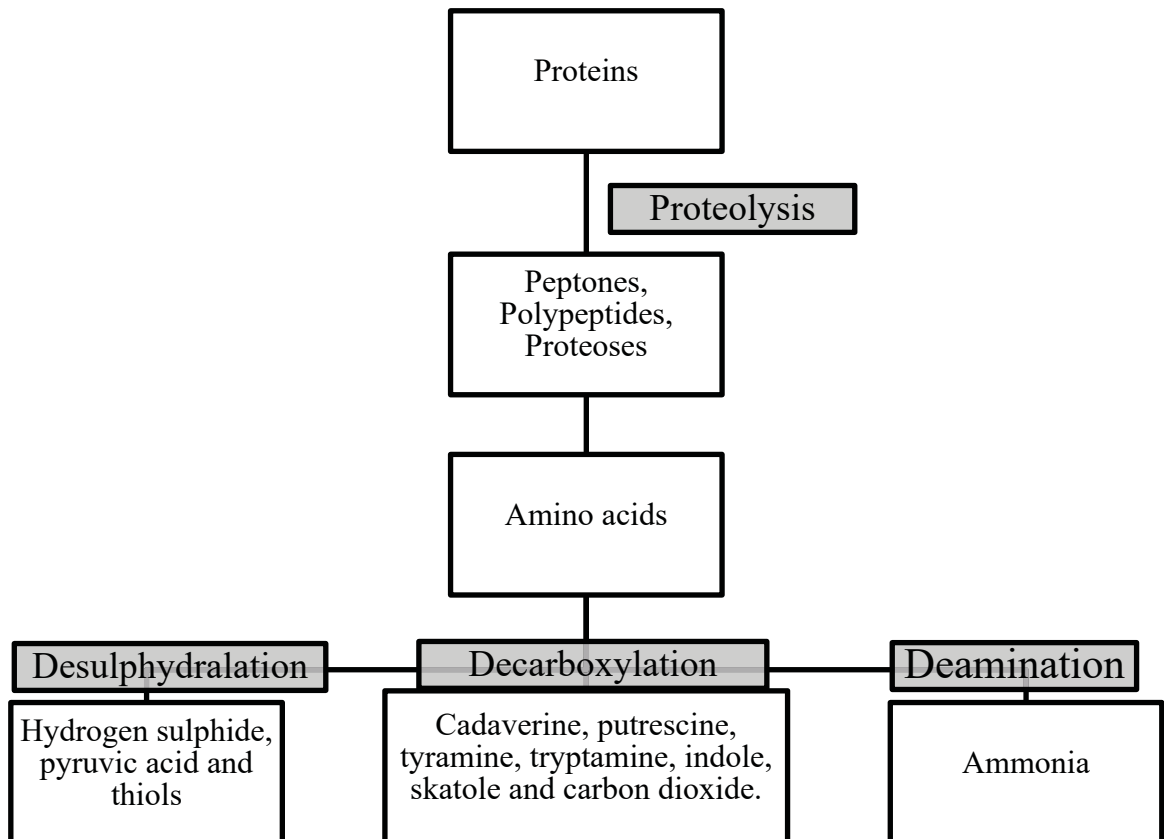 Proteins
Proteolysis
Peptones,
Polypeptides,
Proteoses
Amino acids
Desulphydralation
Decarboxylation
Deamination
Hydrogen sulphide,
pyruvic acid and
thiols
Cadaverine, putrescine,
tyramine, tryptamine, indole,
skatole and carbon dioxide.
Ammonia